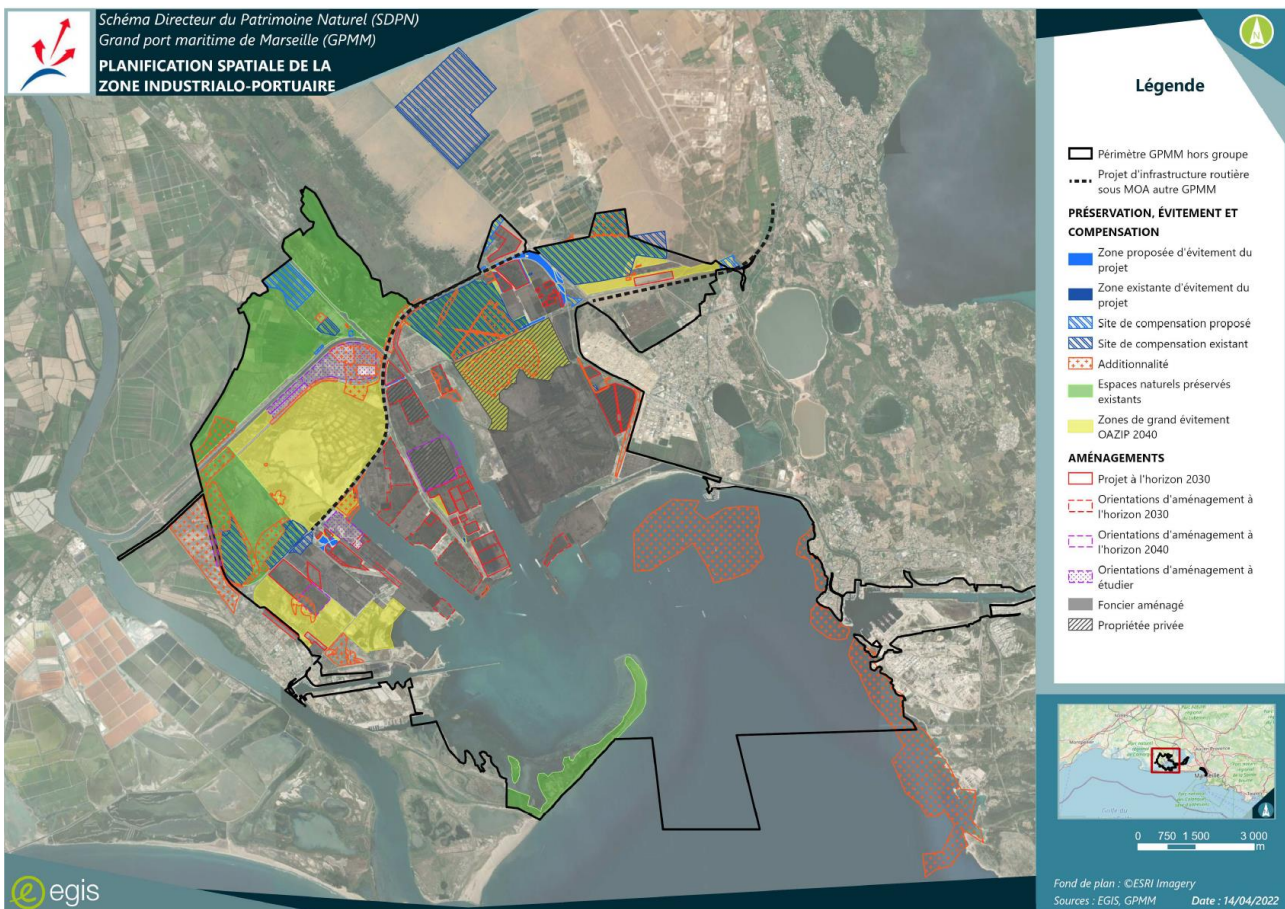 Schéma Directeur du Patrimoine Naturel (SDPN)
Grand port maritime de Marseille (GPMM)
PLANIFICATION SPATIALE DE LA
ZONE INDUSTRIALO-PORTUAIRE
N
Légende
Périmètre GPMM hors groupe
Projet d'infrastructure routière
sous MOA autre GPMM
PRÉSERVATION, ÉVITEMENT ET
COMPENSATION
Zone proposée d'évitement du
projet
Zone existante d'évitement du
projet
Site de compensation proposé
Site de compensation existant
Additionnalité
Espaces naturels préservés
existants
Zones de grand évitement
OAZIP 2040
AMÉNAGEMENTS
Projet à l'horizon 2030
Orientations d'aménagement à
l'horizon 2030
Orientations d'aménagement à
l'horizon 2040
Orientations d'aménagement à
étudier
Foncier aménagé
Propriétée privée
Marseille
0 750 1 500 3 000
m
Fond de plan : ©ESRI Imagery
Sources : EGIS, GPMM Date : 14/04/2022
egis